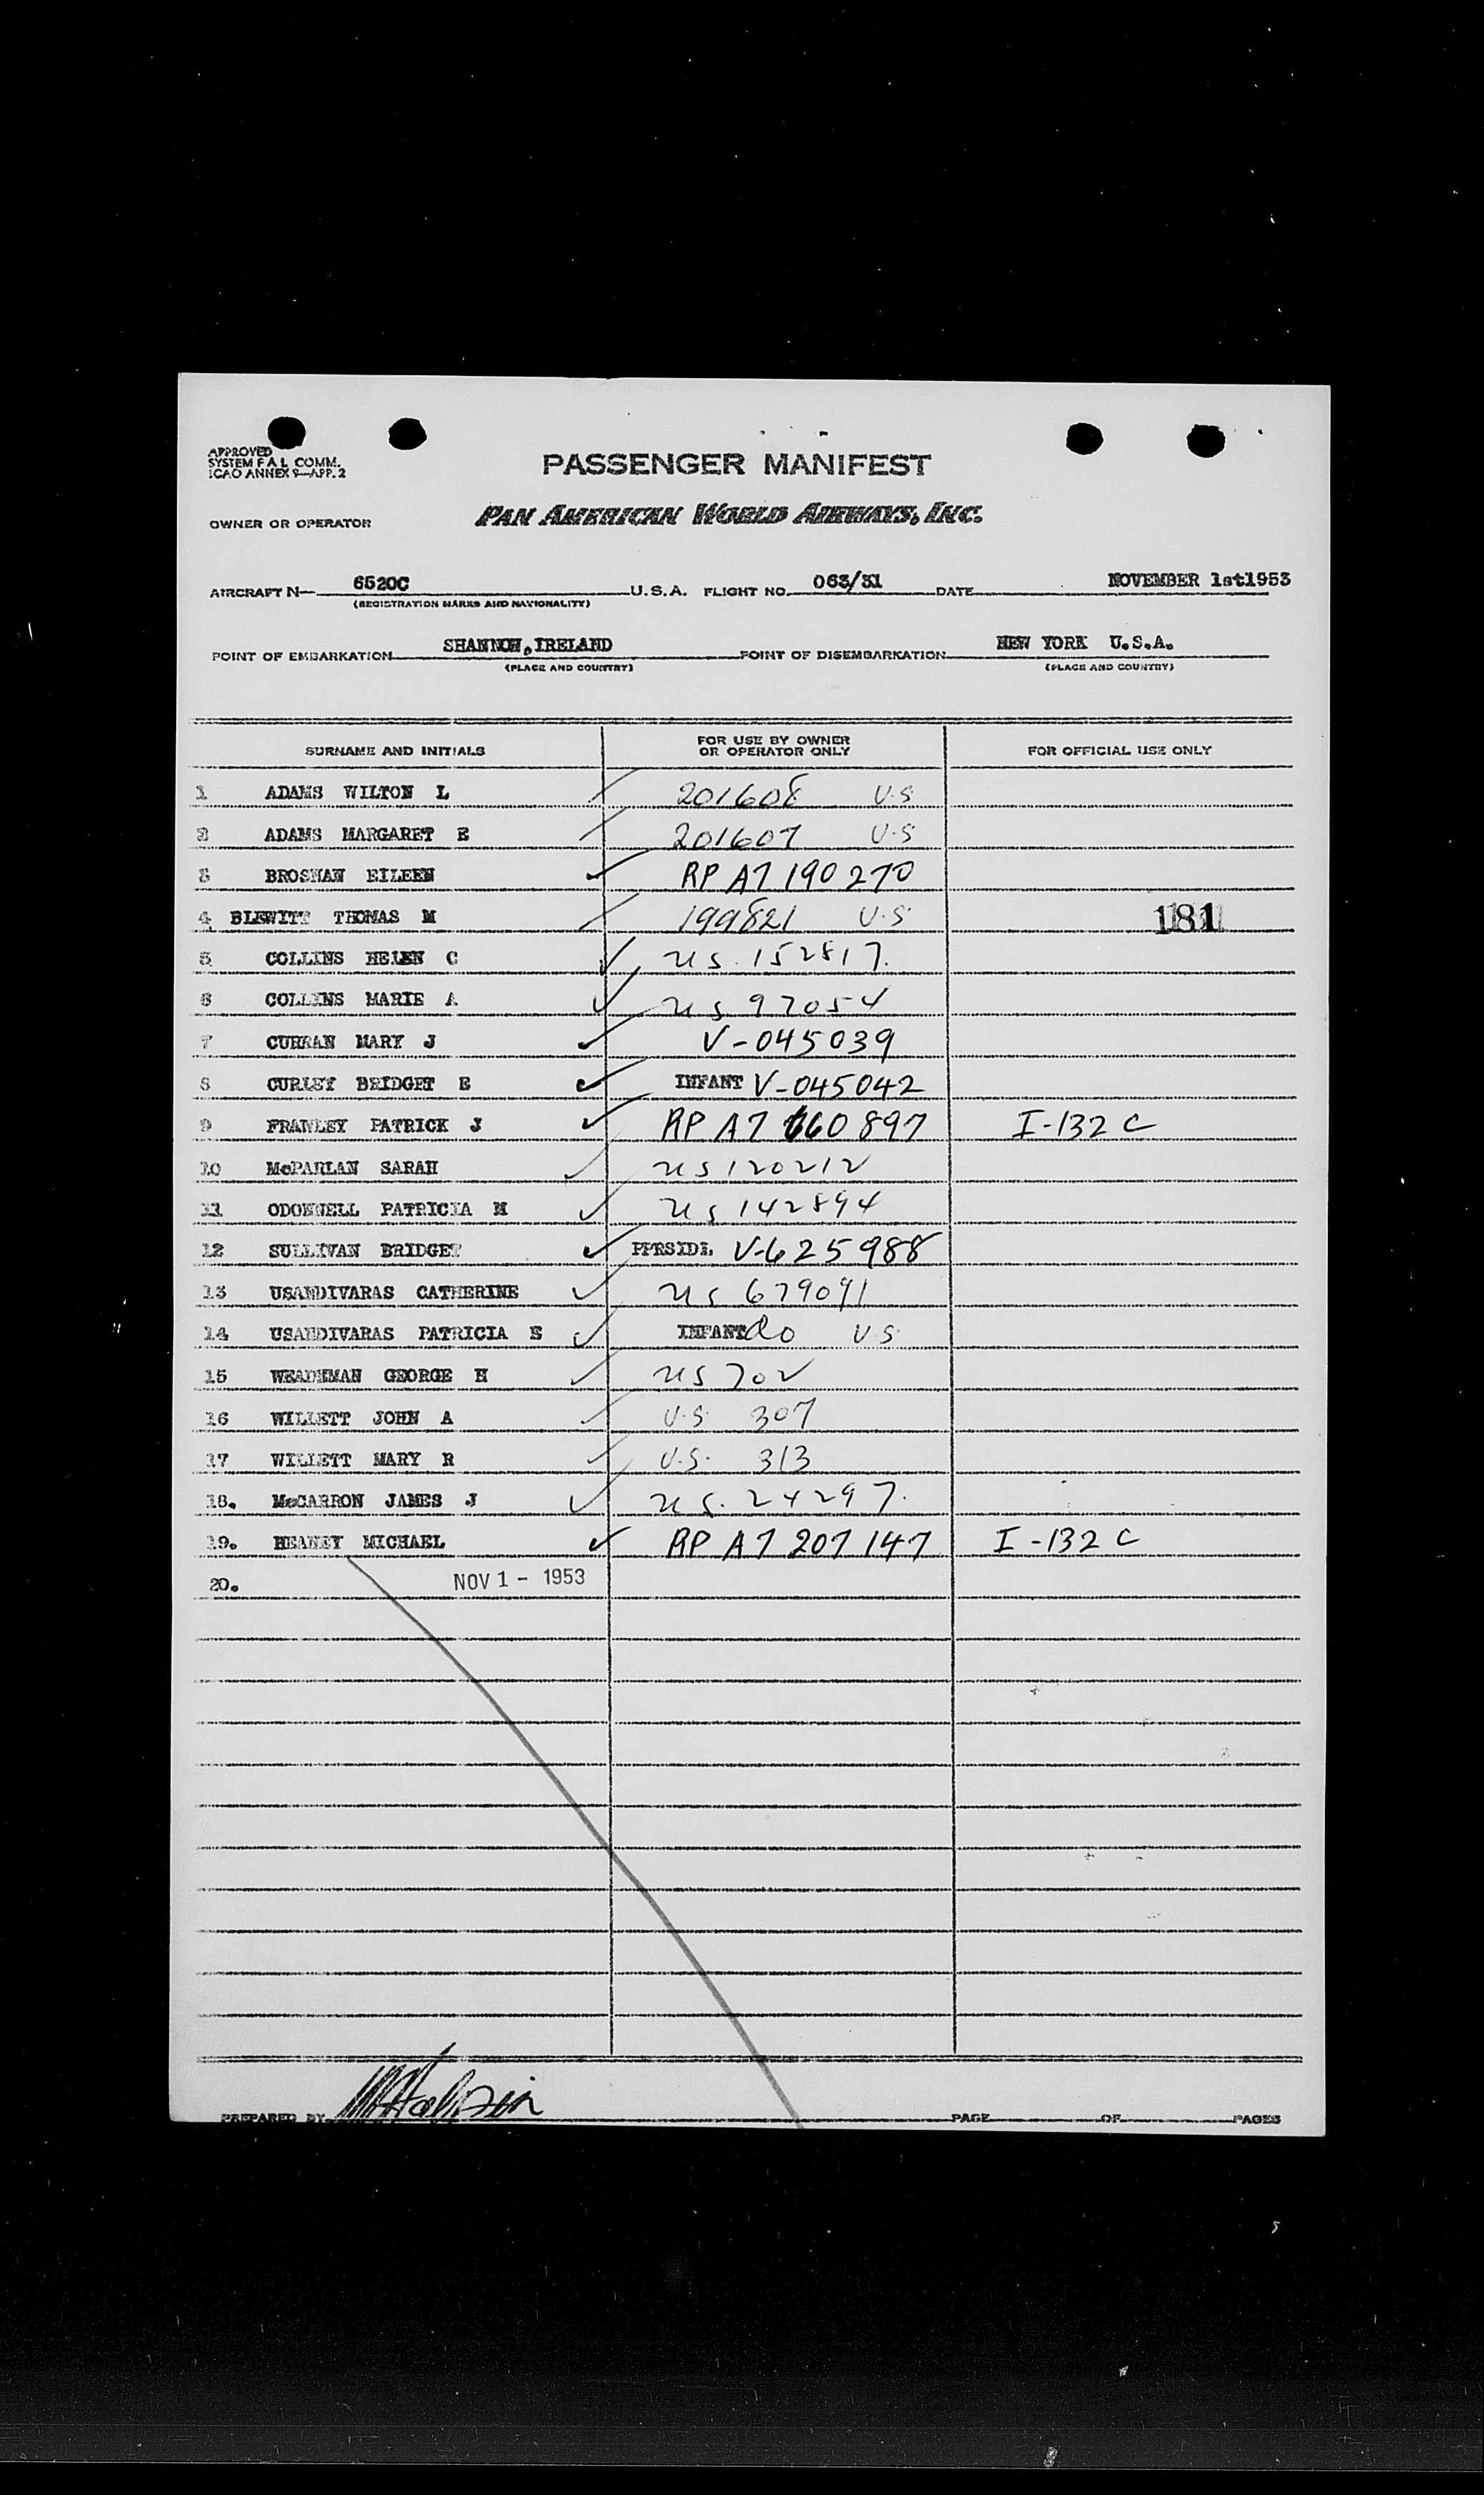 APPROVED
SYSTEM F A L COMM.
ICAO ANNEX 9—APP. 2
PASSENGER MANIFEST
OWNER OR OPERATOR PAN AMERICAN WORLD AIRWAYS, INC.
AIRCRAFT N— 6520C U.S.A. FLIGHT NO. 063/31 DATE NOVEMBER 1st1953
(REGISTRATION MARKS AND NATIONALITY)
POINT OF EMBARKATION SHANNON, IRELAND POINT OF DISEMBARKATION NEW YORK U.S.A.
(PLACE AND COUNTRY) (PLACE AND COUNTRY)
SURNAME AND INITIALS FOR USE BY OWNER OR OPERATOR ONLY FOR OFFICIAL USE ONLY
1 ADAMS WILTON L 201608 U.S
2 ADAMS MARGARET E 201607 U.S
3 BROSNAN EILEEN RP A7 190 270
4 BLEWITT THOMAS M 199821 U.S 181
5 COLLINS HELEN C US. 152817.
6 COLLINS MARIE A US 97054
7 CURRAN MARY J V-045039
8 CURLEY BRIDGET E INFANT V-045042
9 FRAWLEY PATRICK J RP A7 660 897 I-132 C
10 McPARLAN SARAH US 120212
11 ODONNELL PATRICIA M US 142894
12 SULLIVAN BRIDGET V-625988
13 USANDIVARAS CATHERINE US 679091
14 USANDIVARAS PATRICIA E INFANT do U.S
15 GEORGE H US 702
16 WILLETT JOHN A U.S. 307
17 WILLETT MARY R U.S. 313
18. McCARRON JAMES J US. 24297.
19. HEANEY MICHAEL RP A7 207 147 I-132 C
20. NOV 1 - 1953
PREPARED BY PAGE OF PAGES